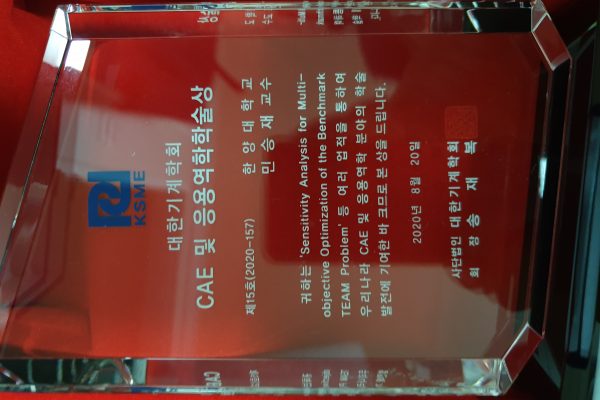 KSME
대한기계학회
CAE 및 응용역학학술상
제15호(2020-157)
한양대학교
민승재 교수
귀하는 'Sensitivity Analysis for Multi-
objective Optimization of the Benchmark
TEAM Problem' 등 여러 업적을 통하여
우리나라 CAE 및 응용역학 분야의 학술
발전에 기여한 바 크므로 본 상을 드립니다.
2020년 8월 20일
사단법인 대한기계학회
회 장 송 재 복